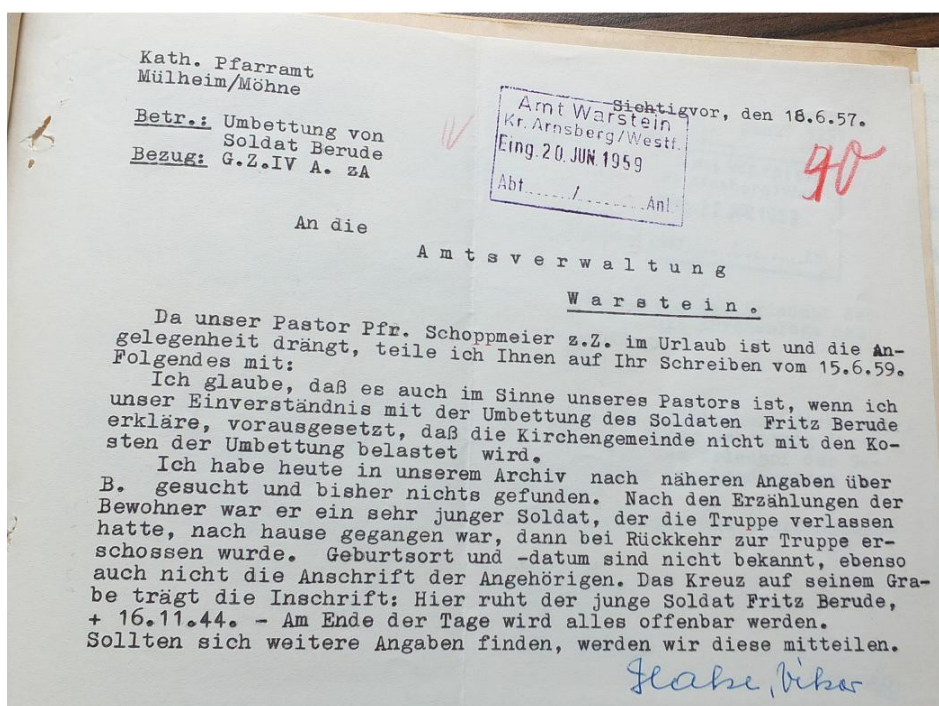 Kath. Pfarramt
Mülheim/Möhne
Sichtigvor, den 18.6.57.
Amt Warstein
Kr. Arnsberg/Westf.
Eing. 20. JUN. 1959
Abt....../........Anl.
90
IV
Betr.: Umbettung von
Soldat Berude
Bezug: G.Z.IV A. zA
An die
Amtsverwaltung
Warstein.
Da unser Pastor Pfr. Schoppmeier z.Z. im Urlaub ist und die An-
gelegenheit drängt, teile ich Ihnen auf Ihr Schreiben vom 15.6.59.
Folgendes mit:
Ich glaube, daß es auch im Sinne unseres Pastors ist, wenn ich
unser Einverständnis mit der Umbettung des Soldaten Fritz Berude
erkläre, vorausgesetzt, daß die Kirchengemeinde nicht mit den Ko-
sten der Umbettung belastet wird.
Ich habe heute in unserem Archiv nach näheren Angaben über
B. gesucht und bisher nichts gefunden. Nach den Erzählungen der
Bewohner war er ein sehr junger Soldat, der die Truppe verlassen
hatte, nach hause gegangen war, dann bei Rückkehr zur Truppe er-
schossen wurde. Geburtsort und -datum sind nicht bekannt, ebenso
auch nicht die Anschrift der Angehörigen. Das Kreuz auf seinem Gra-
be trägt die Inschrift: Hier ruht der junge Soldat Fritz Berude,
+ 16.11.44. - Am Ende der Tage wird alles offenbar werden.
Sollten sich weitere Angaben finden, werden wir diese mitteilen.
Hake, Vikar